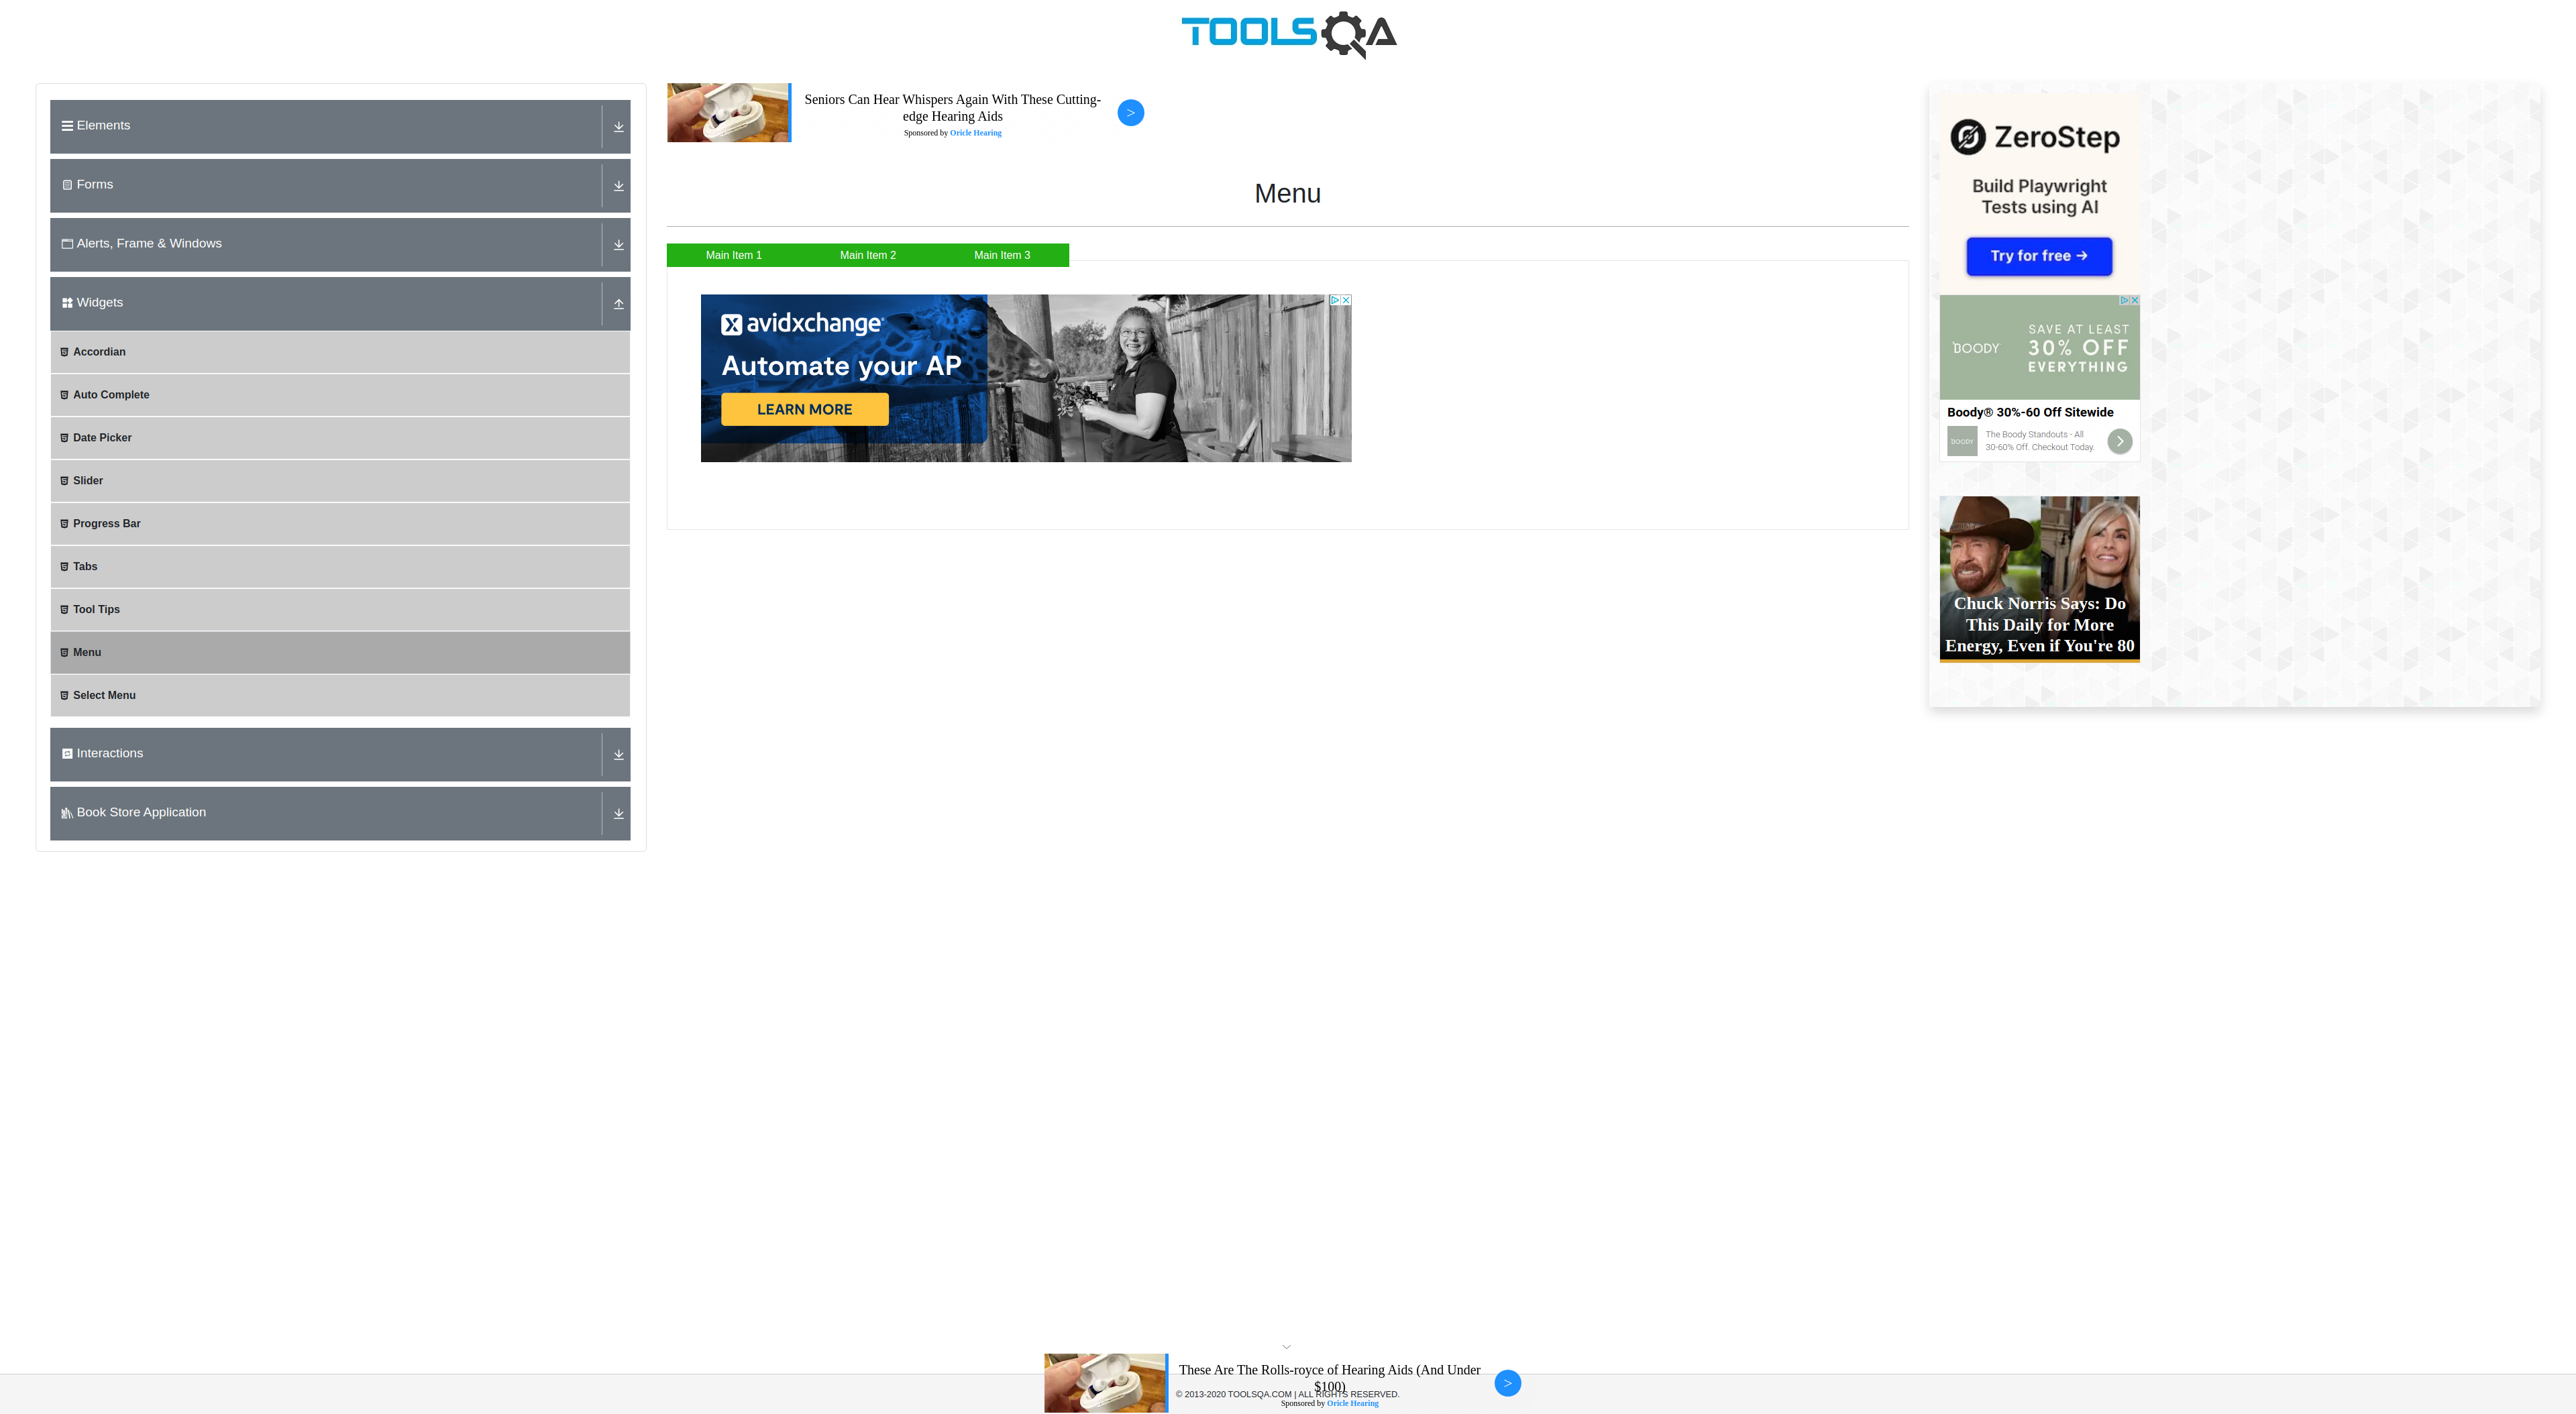 TOOLSQA
Elements
Forms
Alerts, Frame & Windows
Widgets
Accordian
Auto Complete
Date Picker
Slider
Progress Bar
Tabs
Tool Tips
Menu
Select Menu
Interactions
Book Store Application
Seniors Can Hear Whispers Again With These Cutting-
edge Hearing Aids
Sponsored by Oricle Hearing
>
Menu
Main Item 1 Main Item 2 Main Item 3
avidxchange
Automate your AP
LEARN MORE
ZeroStep
Build Playwright
Tests using AI
Try for free →
BOODY
SAVE AT LEAST
30% OFF
EVERYTHING
Boody® 30%-60 Off Sitewide
BOODY
The Boody Standouts - All
30-60% Off. Checkout Today.
Chuck Norris Says: Do
This Daily for More
Energy, Even if You're 80
These Are The Rolls-royce of Hearing Aids (And Under
$100)
© 2013-2020 TOOLSQA.COM | ALL RIGHTS RESERVED.
Sponsored by Oricle Hearing
>